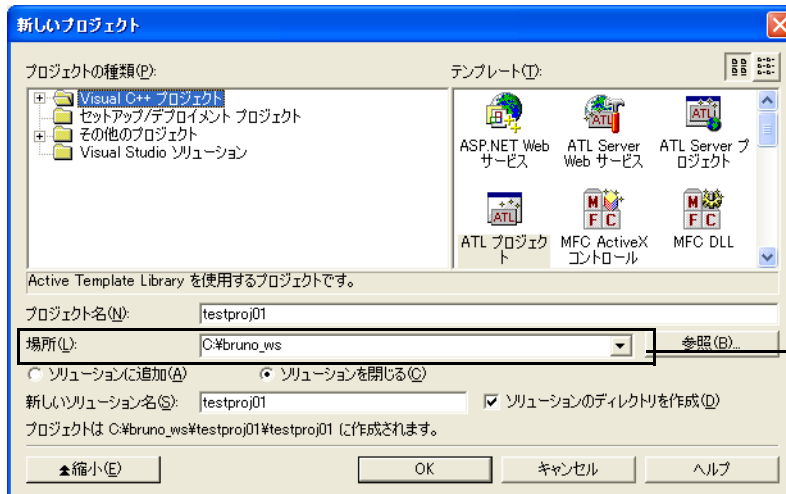 新しいプロジェクト
プロジェクトの種類(P):
テンプレート(T):
Visual C++ プロジェクト
セットアップ/デプロイメント プロジェクト
その他のプロジェクト
Visual Studio ソリューション
ASP.NET Web
サービス
ATL Server
Web サービス
ATL Server プ
ロジェクト
ATL プロジェク
ト
MFC ActiveX
コントロール
MFC DLL
Active Template Library を使用するプロジェクトです。
プロジェクト名(N):
testproj01
場所(L):
C:¥bruno_ws
参照(B)...
ソリューションに追加(A)
ソリューションを閉じる(C)
新しいソリューション名(S):
testproj01
ソリューションのディレクトリを作成(D)
プロジェクトは C:¥bruno_ws¥testproj01¥testproj01 に作成されます。
縮小(E)
OK
キャンセル
ヘルプ